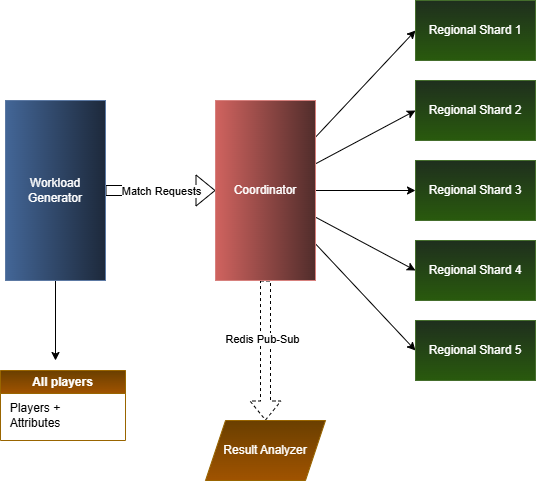 Regional Shard 1
Regional Shard 2
Workload
Generator
Match Requests
Coordinator
Regional Shard 3
Regional Shard 4
Redis Pub-Sub
Regional Shard 5
All players
Players +
Attributes
Result Analyzer